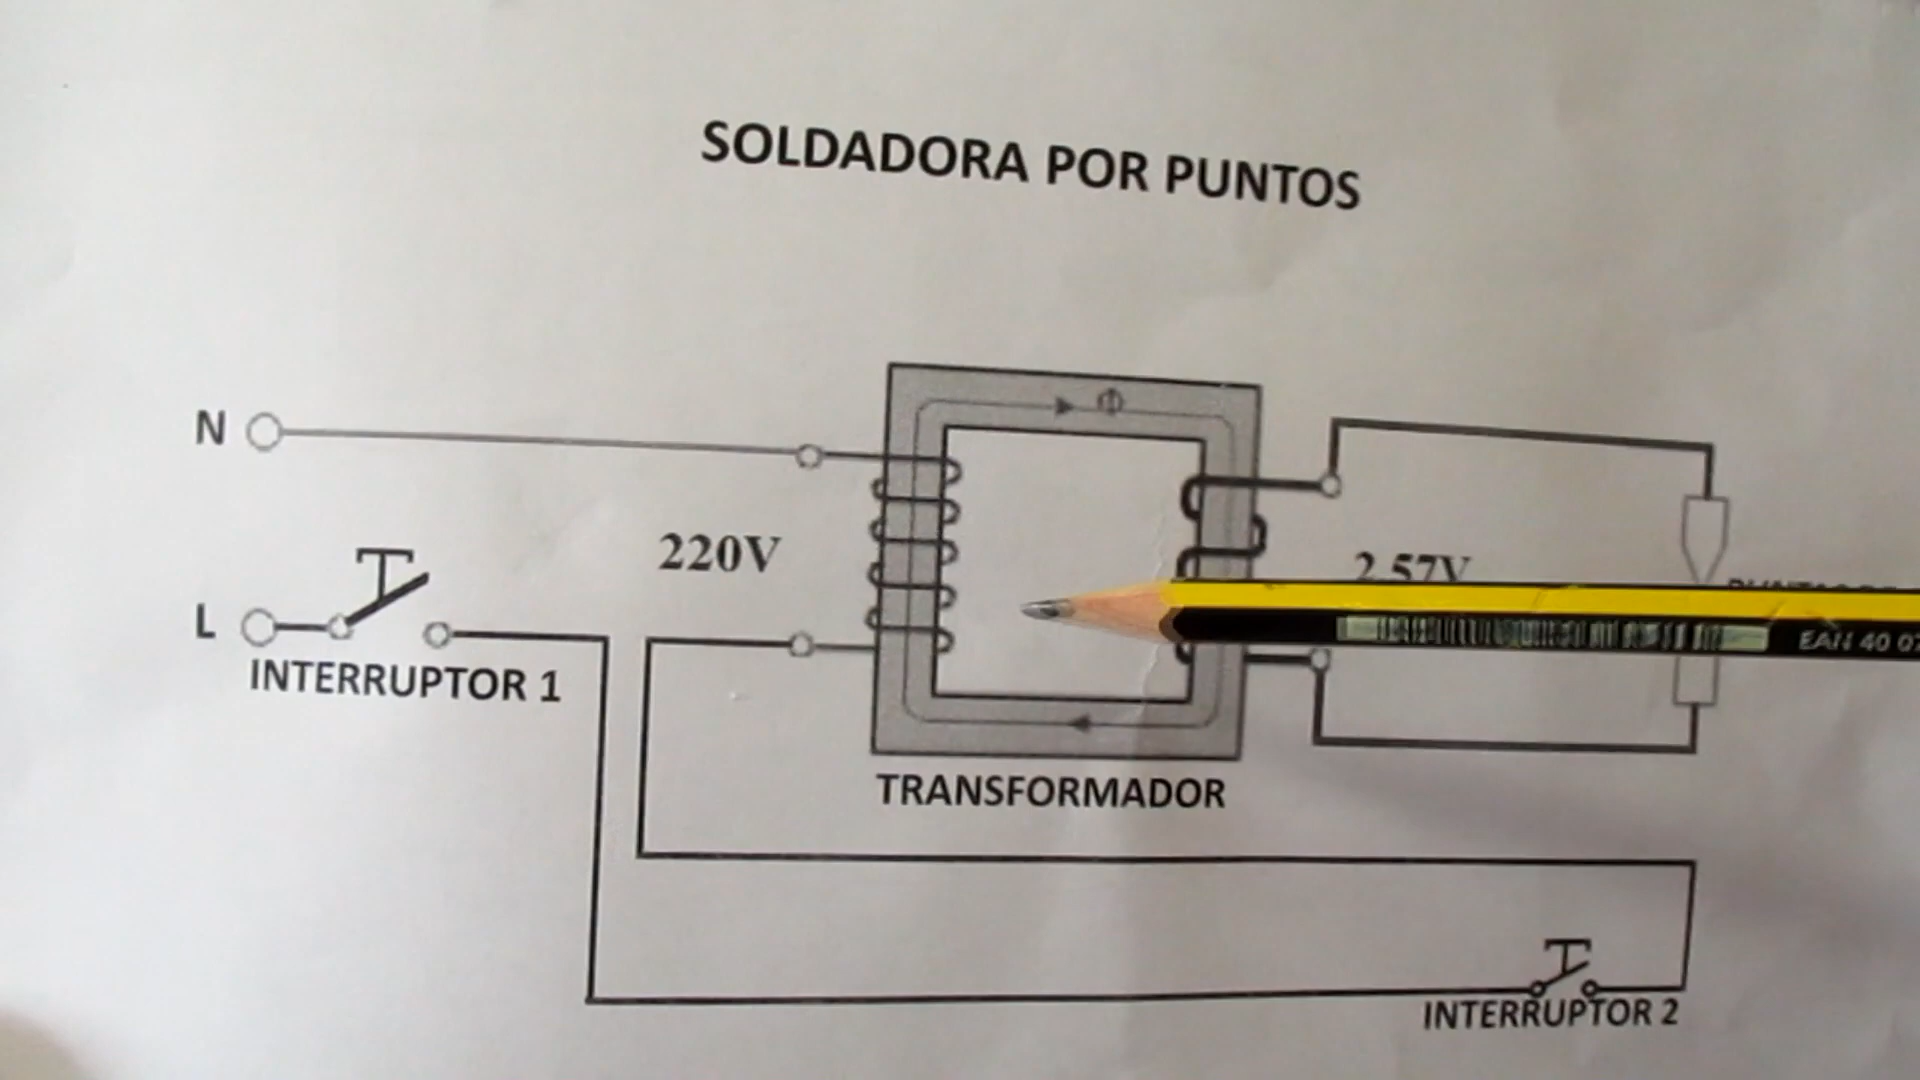 SOLDADORA POR PUNTOS
Φ
N
220V
2.57V
L
INTERRUPTOR 1
EAN 40 07
TRANSFORMADOR
INTERRUPTOR 2